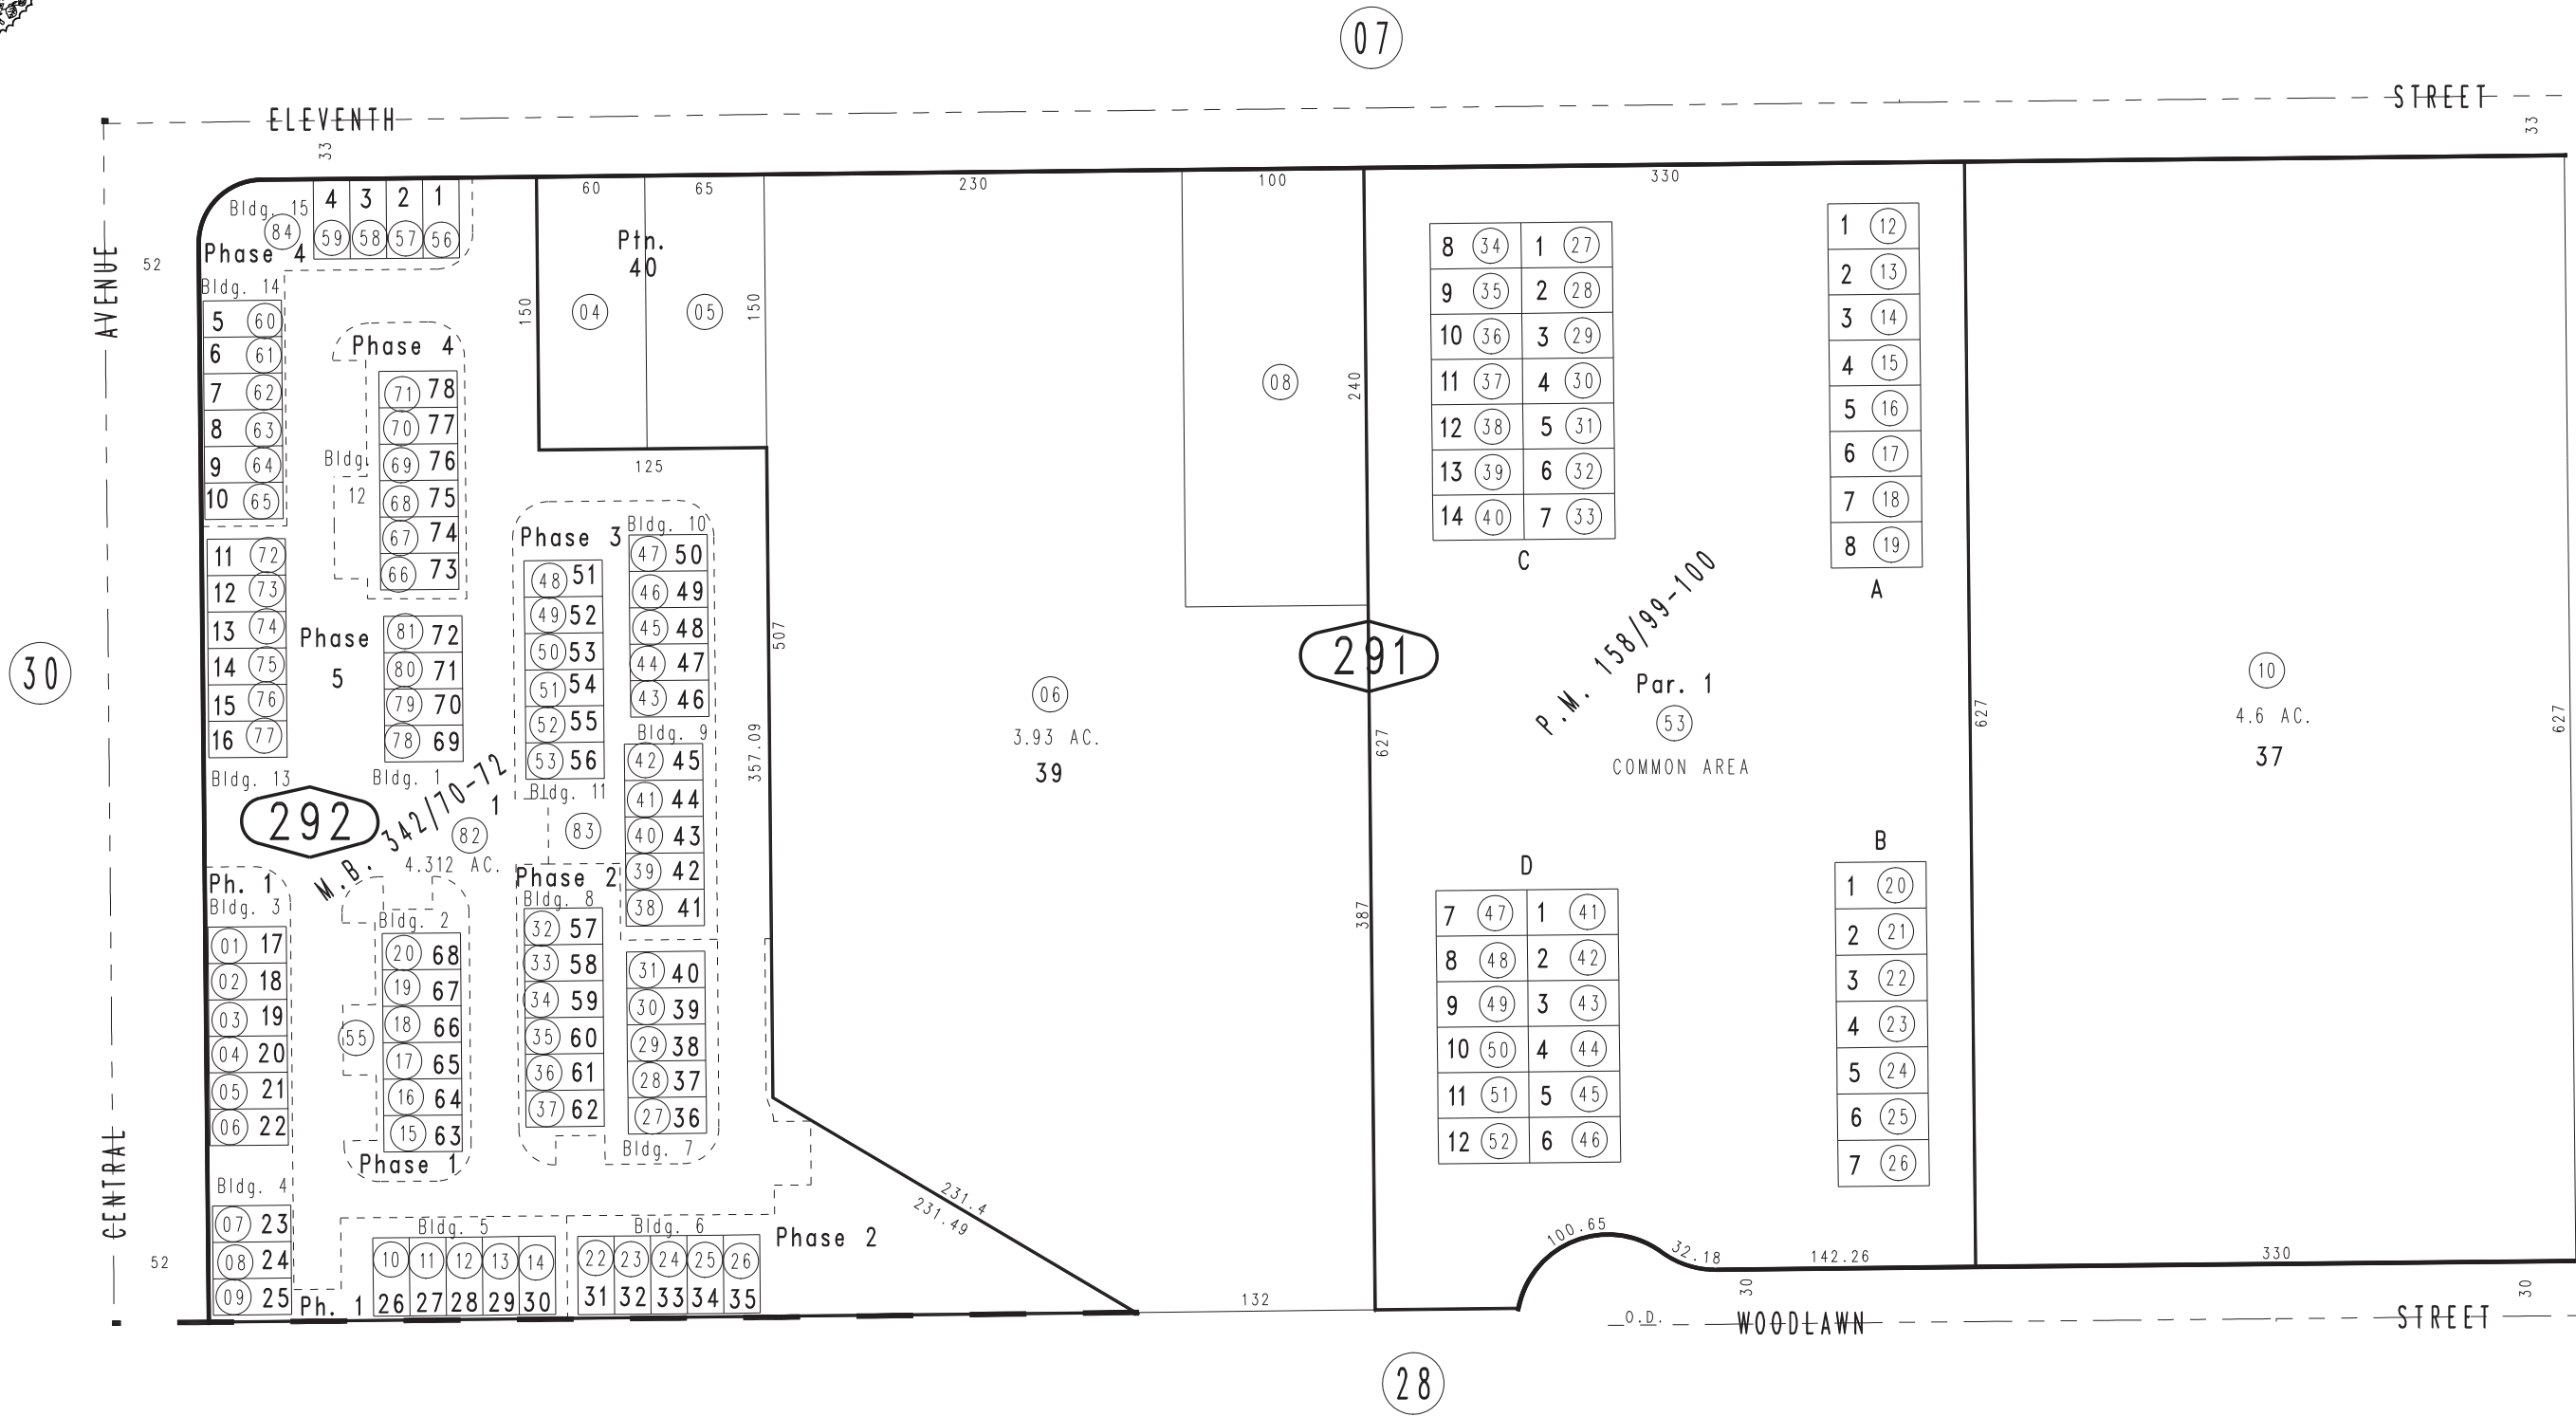 07
ELEVENTH STREET
33
33
AVENUE
52
30
CENTRAL
52
Bldg. 15
84
Phase 4
4 3 2 1
59 58 57 56
Bldg. 14
5 60
6 61
7 62
8 63
9 64
10 65
11 72
12 73
13 74
14 75
15 76
16 77
Bldg. 13
Phase 4
71 78
70 77
69 76
68 75
67 74
66 73
Bldg.
12
Phase
5
81 72
80 71
79 70
78 69
Bldg. 1
292
M.B. 342/70-72
1
82
4.312 AC.
60
65
Ptn.
40
04
05
150
150
125
Phase 3
Bldg. 10
47 50
46 49
45 48
44 47
43 46
48 51
49 52
50 53
51 54
52 55
53 56
Bldg. 11
83
Bldg. 9
42 45
41 44
40 43
39 42
38 41
Ph. 1
Bldg. 3
01 17
02 18
03 19
04 20
05 21
06 22
Bldg. 4
07 23
08 24
09 25
Bldg. 2
20 68
19 67
18 66
17 65
16 64
15 63
55
Phase 1
Phase 2
Bldg. 8
32 57
33 58
34 59
35 60
36 61
37 62
31 40
30 39
29 38
28 37
27 36
Bldg. 7
Ph. 1
Bldg. 5
10 11 12 13 14
26 27 28 29 30
Bldg. 6
22 23 24 25 26
31 32 33 34 35
Phase 2
507
357.09
231.4
231.49
230
06
3.93 AC.
39
132
100
08
240
291
627
387
330
8 34 1 27
9 35 2 28
10 36 3 29
11 37 4 30
12 38 5 31
13 39 6 32
14 40 7 33
C
1 12
2 13
3 14
4 15
5 16
6 17
7 18
8 19
A
P.M. 158/99-100
Par. 1
53
COMMON AREA
D
7 47 1 41
8 48 2 42
9 49 3 43
10 50 4 44
11 51 5 45
12 52 6 46
B
1 20
2 21
3 22
4 23
5 24
6 25
7 26
100.65
32.18
142.26
627
10
4.6 AC.
37
627
330
30
30
O.D.
WOODLAWN STREET
28